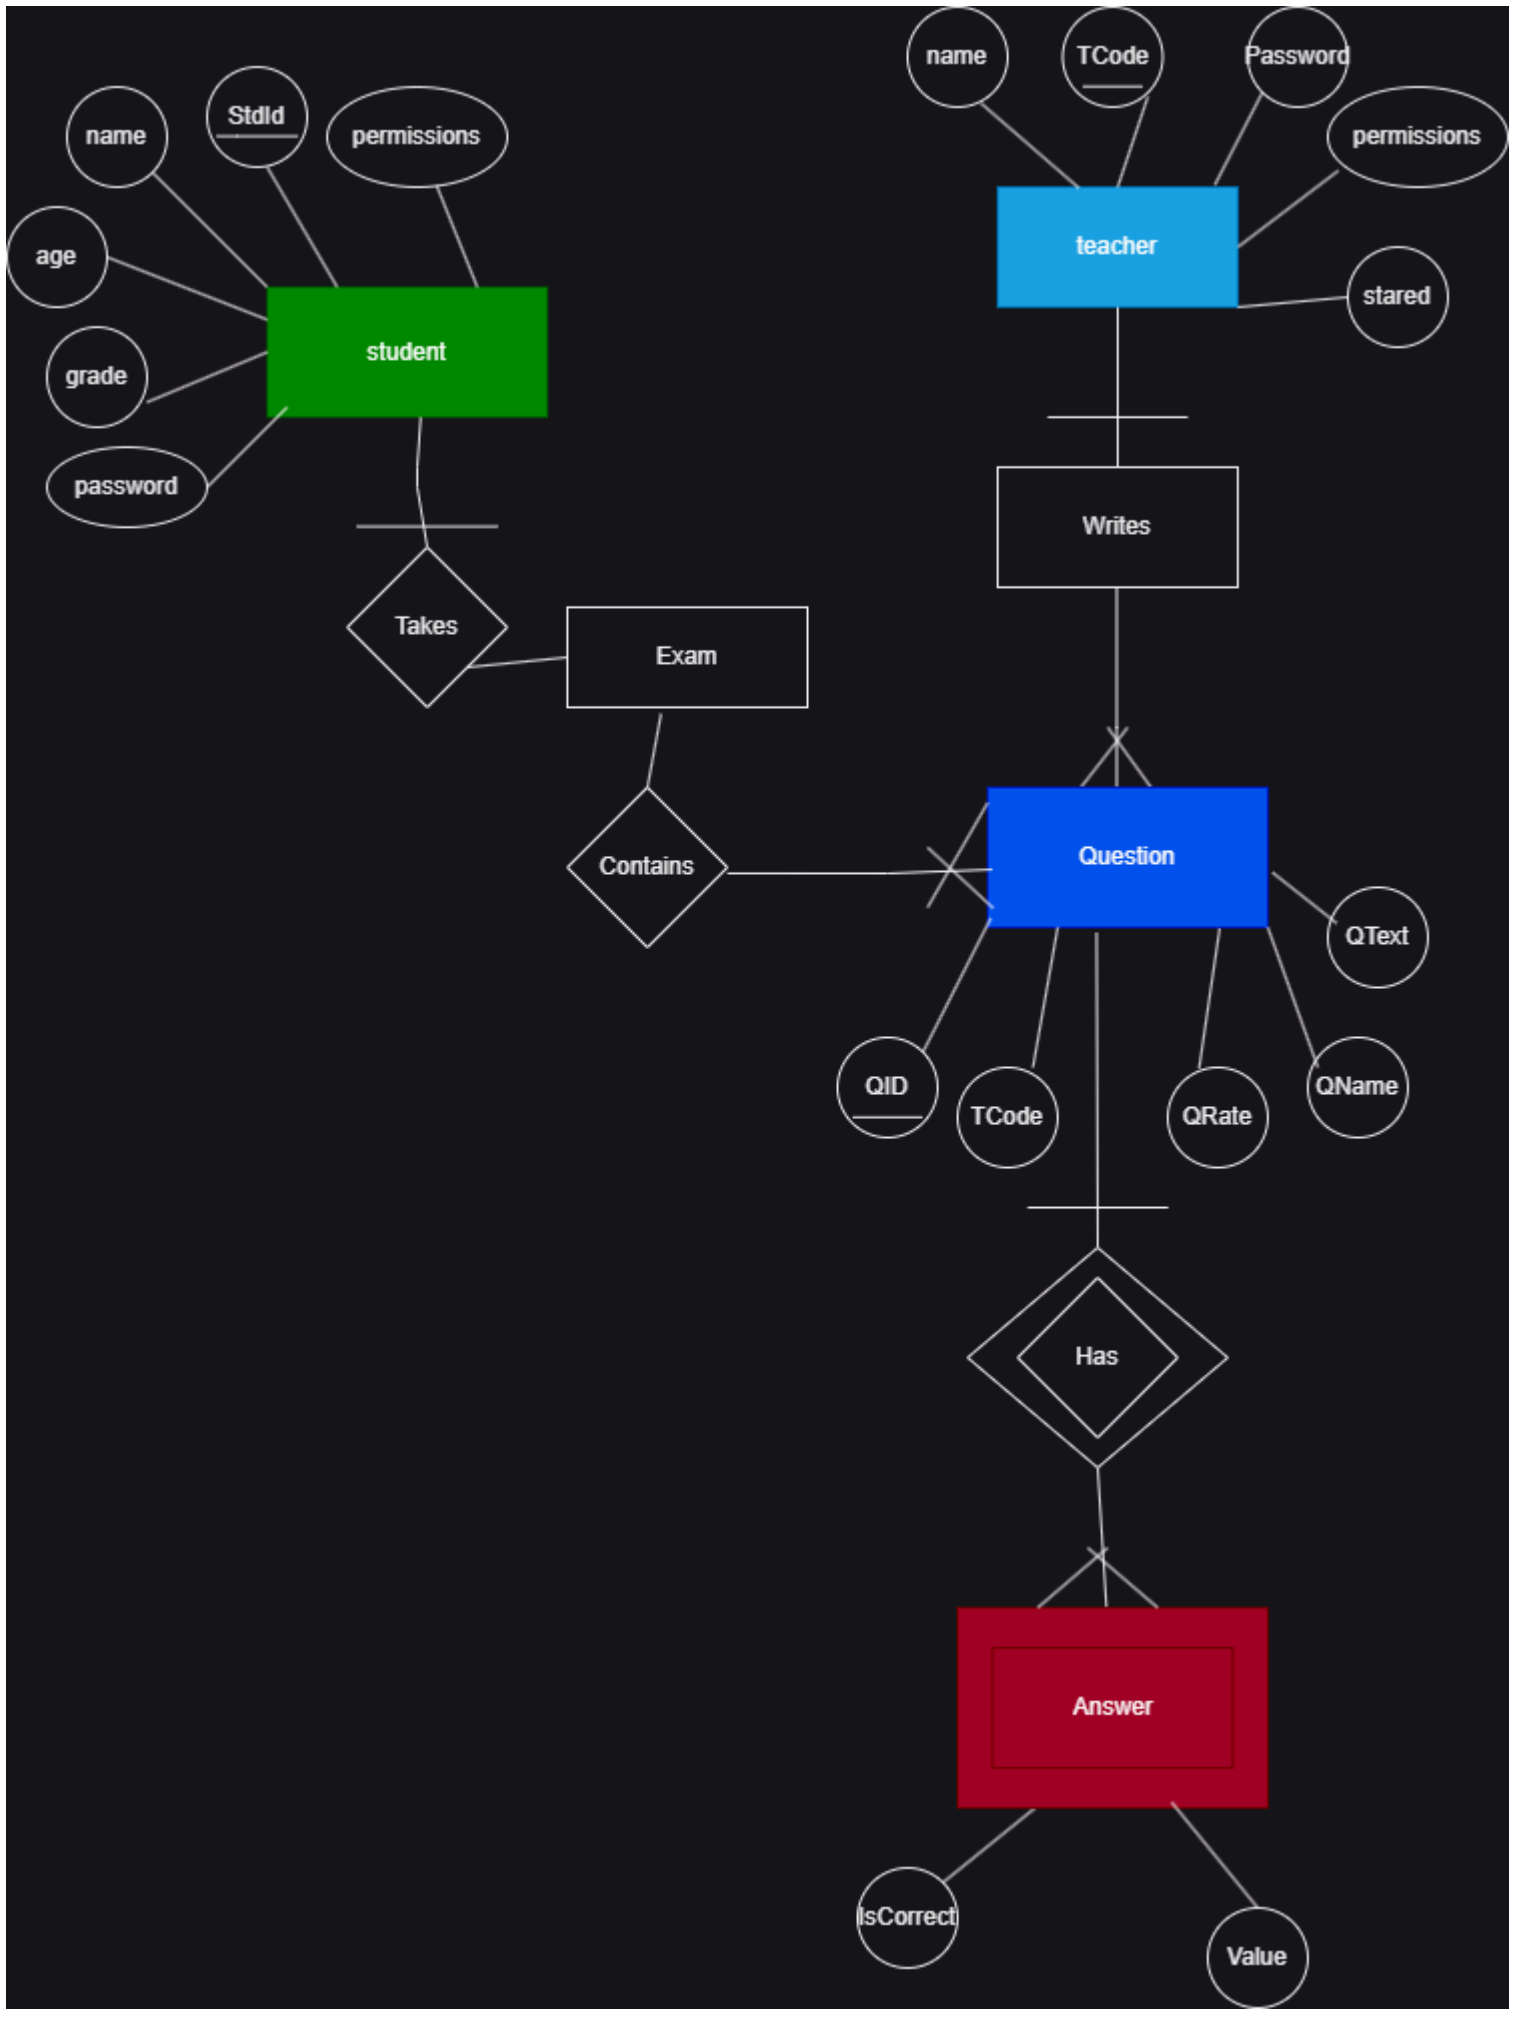 name
TCode
Password
permissions
stared
teacher
name
StdId
permissions
age
grade
password
student
Takes
Exam
Writes
Contains
Question
QText
QID
TCode
QRate
QName
Has
Answer
IsCorrect
Value